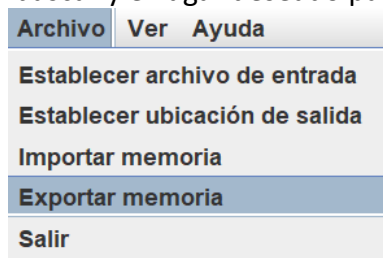 Archivo Ver Ayuda
Establecer archivo de entrada
Establecer ubicación de salida
Importar memoria
Exportar memoria
Salir